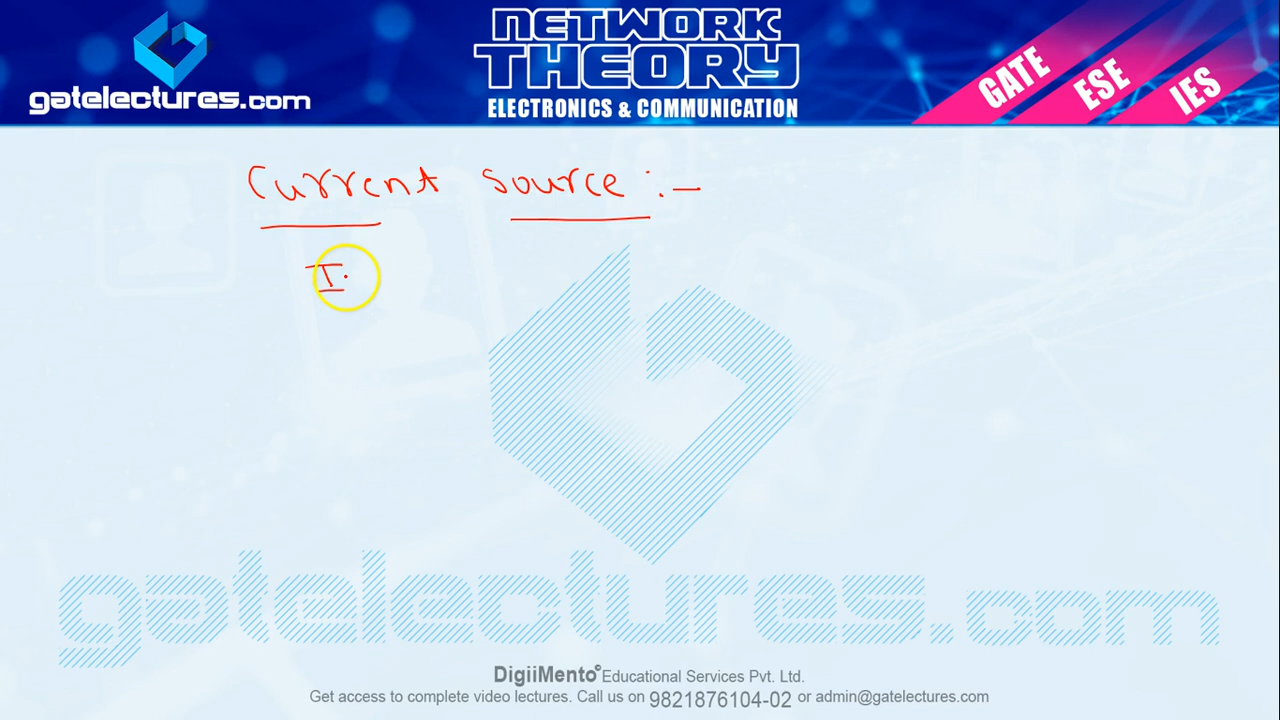 gatelectures.com
NETWORK
THEORY
ELECTRONICS & COMMUNICATION
GATE
ESE
IES
Current Source :-
I.
gatelectures.com
DigiiMento© Educational Services Pvt. Ltd.
Get access to complete video lectures. Call us on 9821876104-02 or admin@gatelectures.com